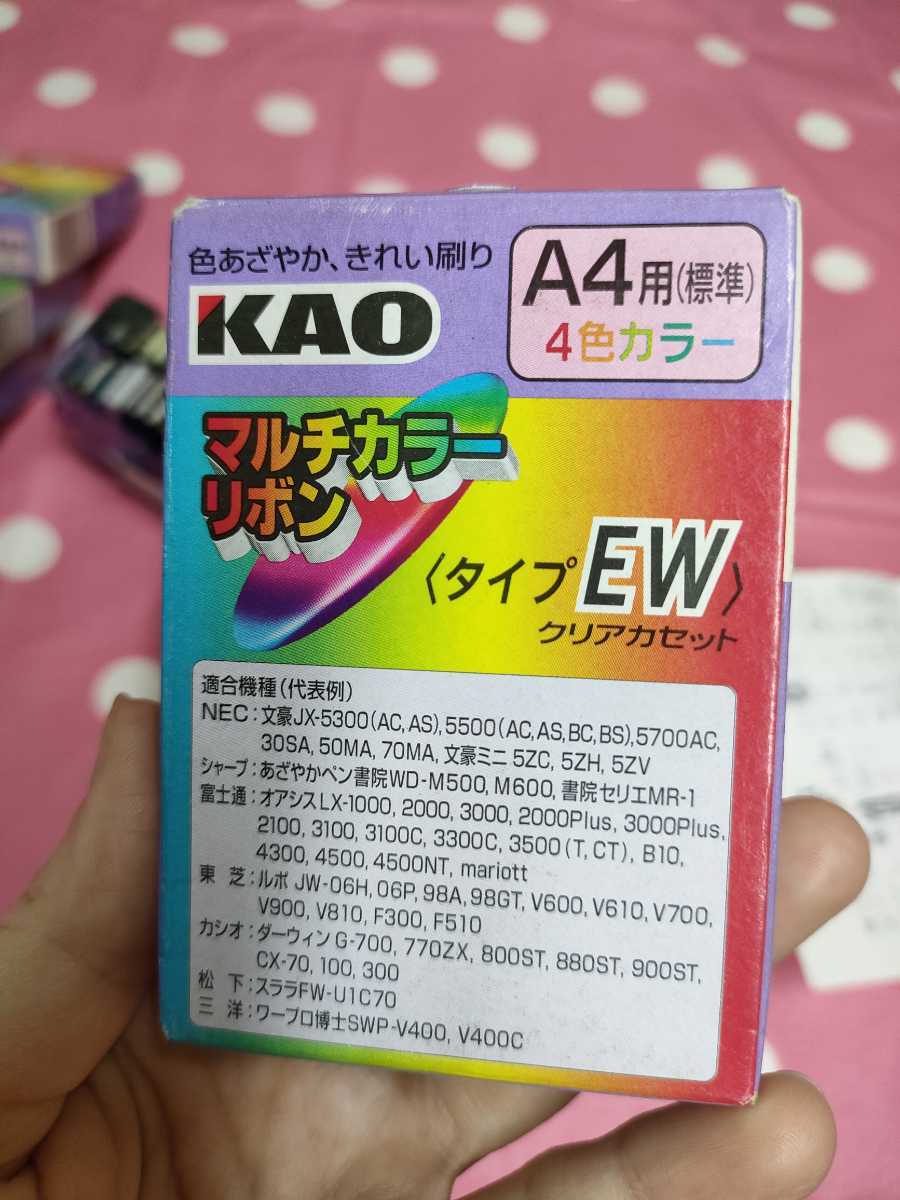 色あざやか、きれい刷り
KAO
A4用(標準)
4色カラー
マルチカラー
リボン
〈タイプ EW〉
クリアカセット
適合機種(代表例)
NEC:文豪JX-5300(AC, AS), 5500(AC, AS, BC, BS), 5700AC,
30SA, 50MA, 70MA, 文豪ミニ 5ZC, 5ZH, 5ZV
シャープ:あざやかペン書院WD-M500, M600, 書院セリエMR-1
富士通:オアシスLX-1000, 2000, 3000, 2000Plus, 3000Plus,
2100, 3100, 3100C, 3300C, 3500(T, CT), B10,
4300, 4500, 4500NT, mariott
東 芝:ルポ JW-06H, 06P, 98A, 98GT, V600, V610, V700,
V900, V810, F300, F510
カシオ:ダーウィン G-700, 770ZX, 800ST, 880ST, 900ST,
CX-70, 100, 300
松 下:スララFW-U1C70
三 洋:ワープロ博士SWP-V400, V400C